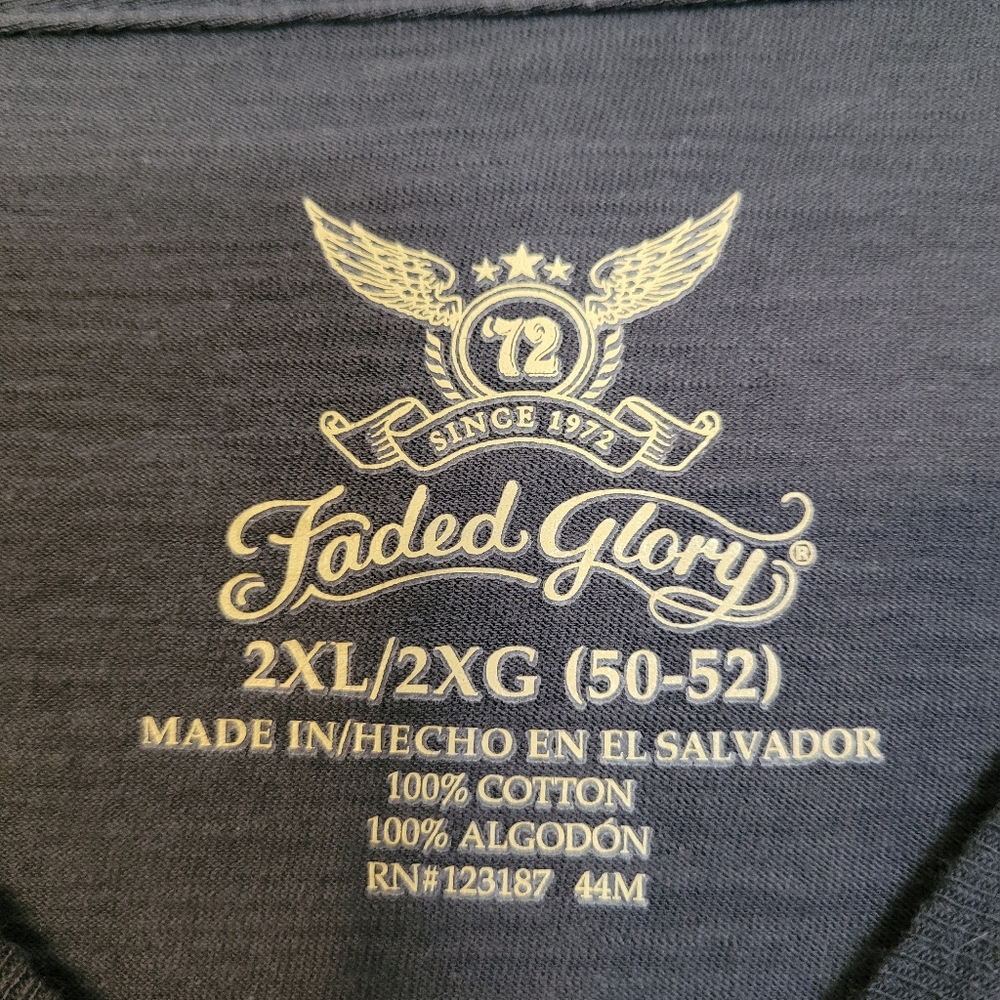 '72
SINCE 1972
Faded Glory®
2XL/2XG (50-52)
MADE IN/HECHO EN EL SALVADOR
100% COTTON
100% ALGODÓN
RN#123187 44M